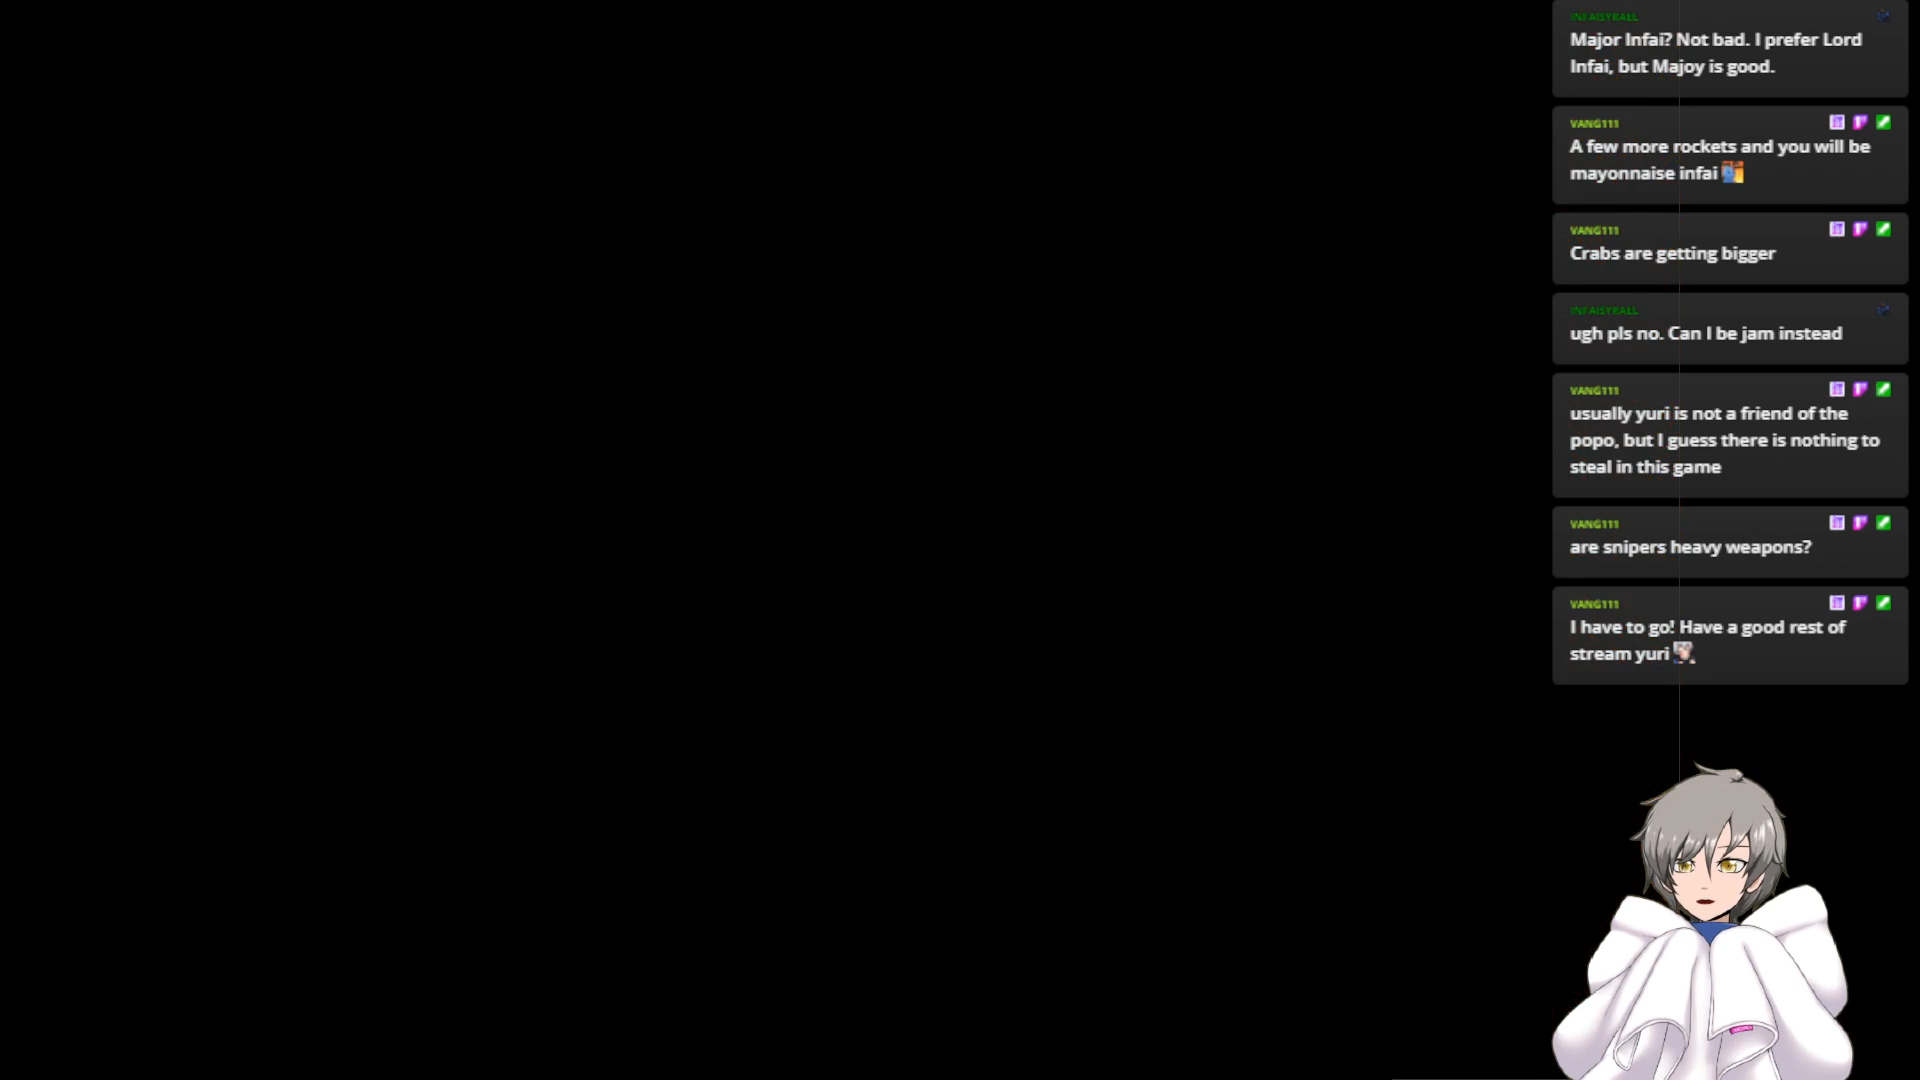 INFAISYRALL
Major Infai? Not bad. I prefer Lord
Infai, but Majoy is good.
VANG111
A few more rockets and you will be
mayonnaise infai
VANG111
Crabs are getting bigger
INFAISYRALL
ugh pls no. Can I be jam instead
VANG111
usually yuri is not a friend of the
popo, but I guess there is nothing to
steal in this game
VANG111
are snipers heavy weapons?
VANG111
I have to go! Have a good rest of
stream yuri